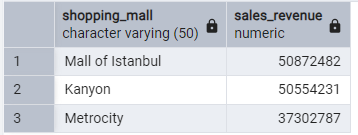 shopping_mall sales_revenue
character varying (50) numeric
1 Mall of Istanbul 50872482
2 Kanyon 50554231
3 Metrocity 37302787